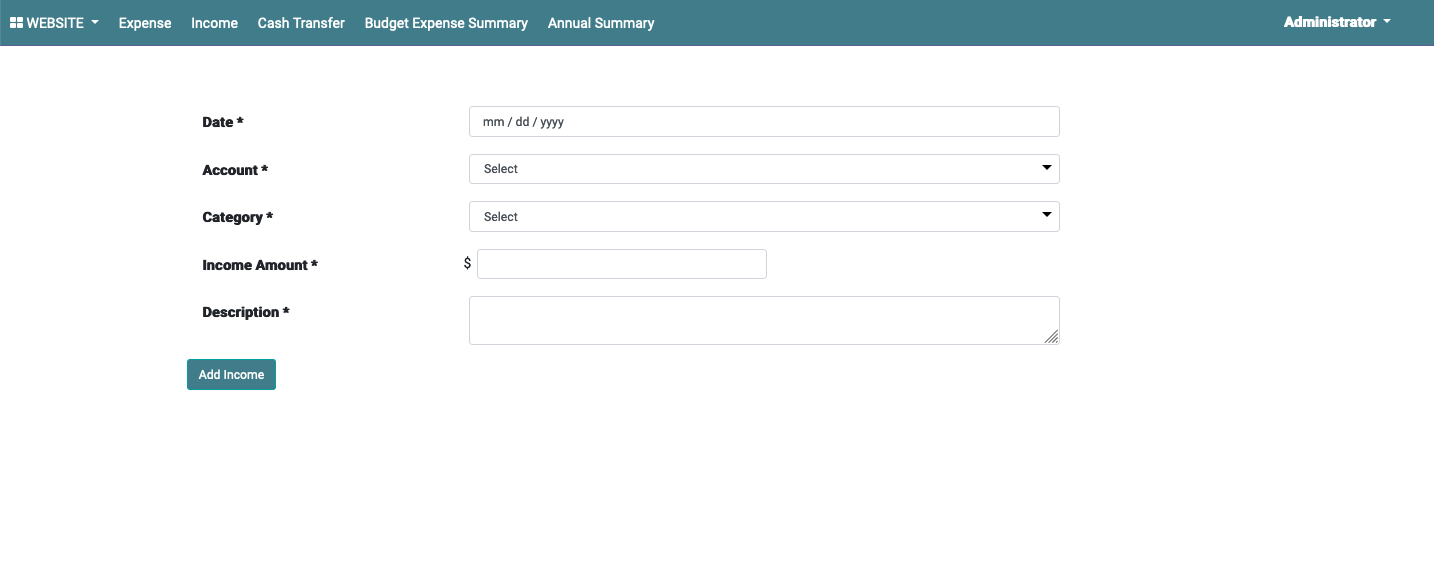 WEBSITE Expense Income Cash Transfer Budget Expense Summary Annual Summary Administrator
Date * mm / dd / yyyy
Account * Select
Category * Select
Income Amount * $
Description *
Add Income